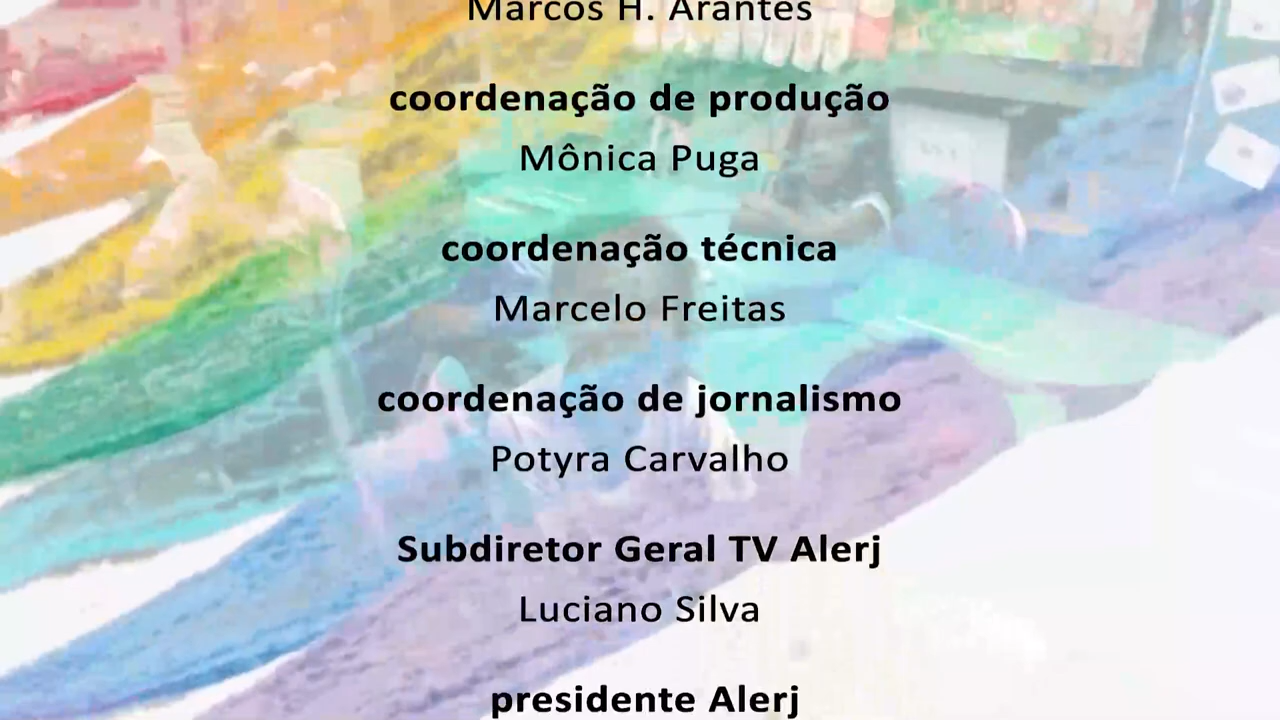 Marcos H. Arantes
coordenação de produção
Mônica Puga
coordenação técnica
Marcelo Freitas
coordenação de jornalismo
Potyra Carvalho
Subdiretor Geral TV Alerj
Luciano Silva
presidente Alerj